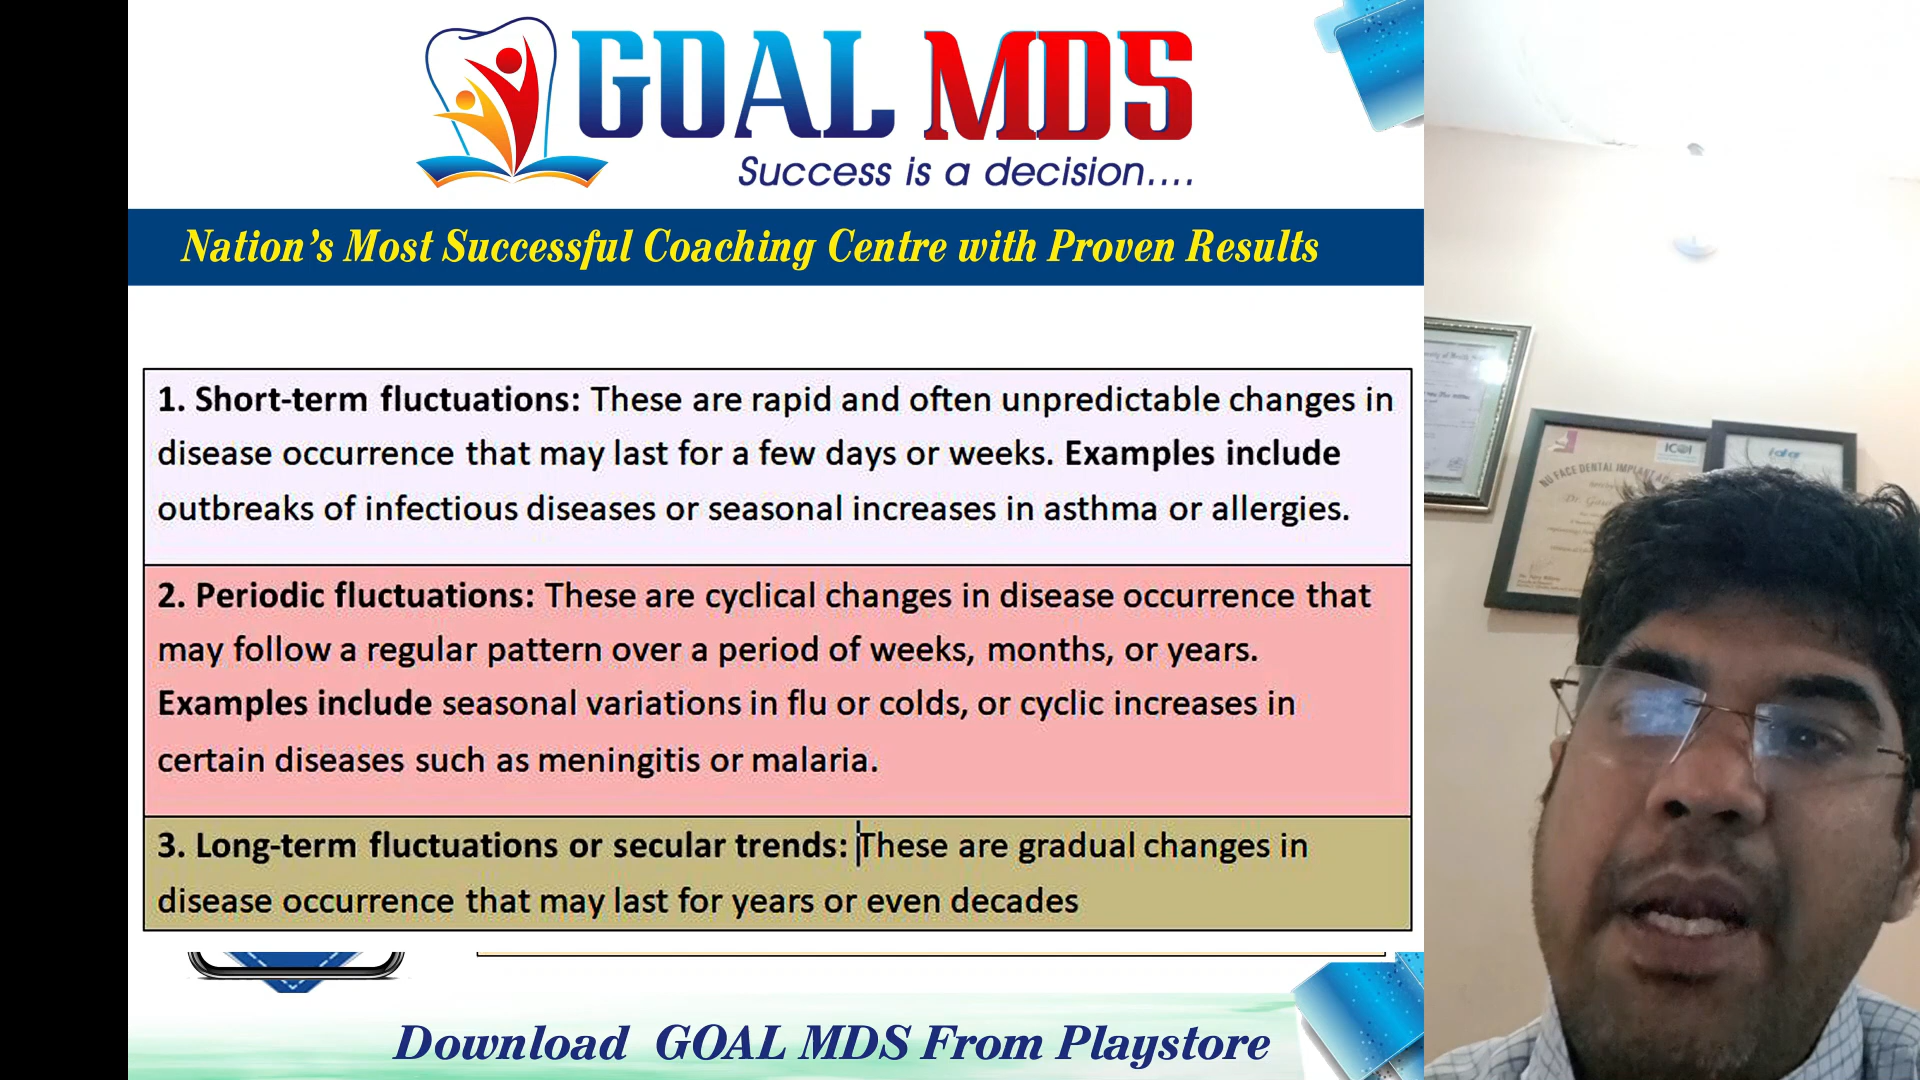 GOAL MDS
Success is a decision....
Nation's Most Successful Coaching Centre with Proven Results
1. Short-term fluctuations: These are rapid and often unpredictable changes in
disease occurrence that may last for a few days or weeks. Examples include
outbreaks of infectious diseases or seasonal increases in asthma or allergies.
2. Periodic fluctuations: These are cyclical changes in disease occurrence that
may follow a regular pattern over a period of weeks, months, or years.
Examples include seasonal variations in flu or colds, or cyclic increases in
certain diseases such as meningitis or malaria.
3. Long-term fluctuations or secular trends: These are gradual changes in
disease occurrence that may last for years or even decades
Download GOAL MDS From Playstore
ICOI
NU FACE DENTAL IMPLANT